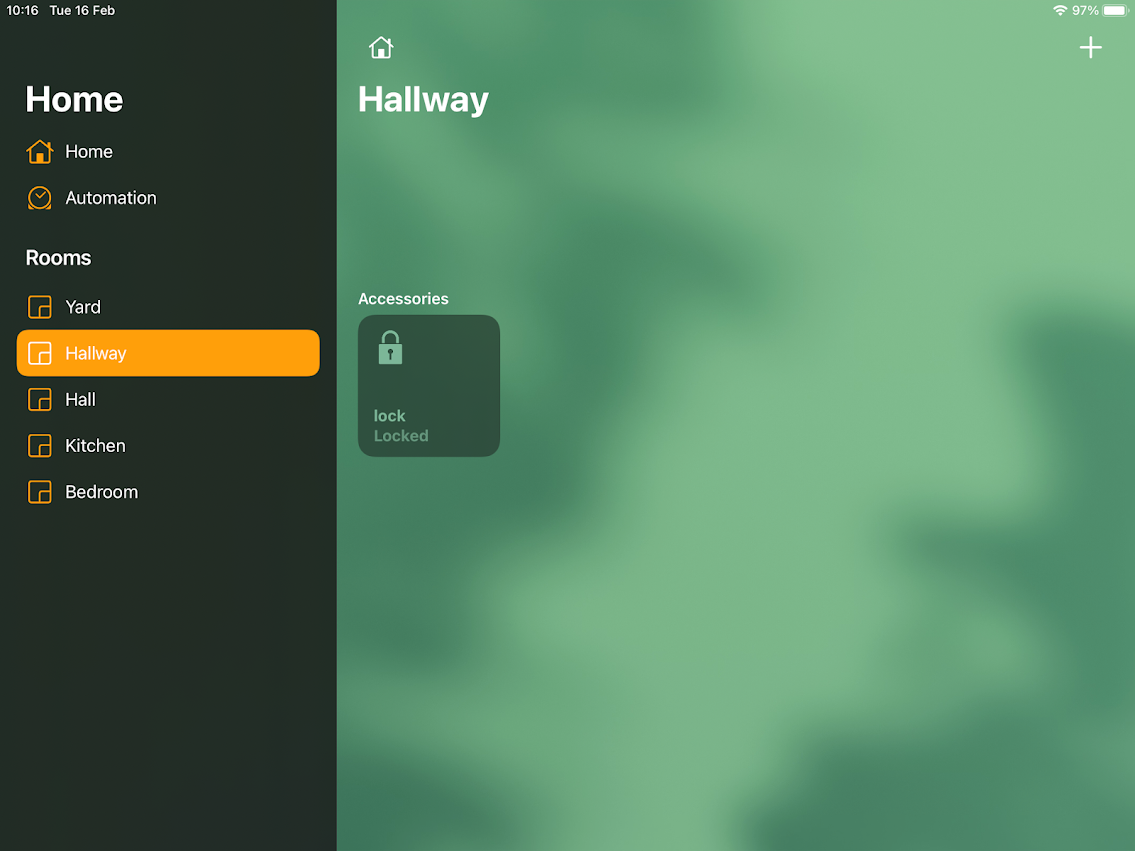 10:16 Tue 16 Feb
97%
Home
Home
Automation
Rooms
Yard
Hallway
Hall
Kitchen
Bedroom
Hallway
Accessories
lock
Locked